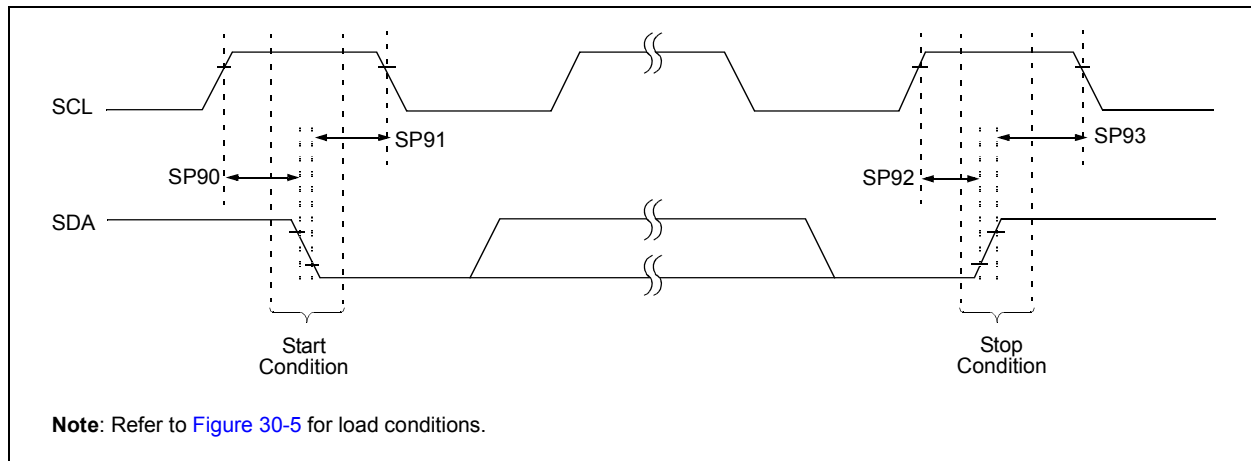 SCL
SP91
SP93
SP90
SP92
SDA
Start
Condition
Stop
Condition
Note: Refer to Figure 30-5 for load conditions.